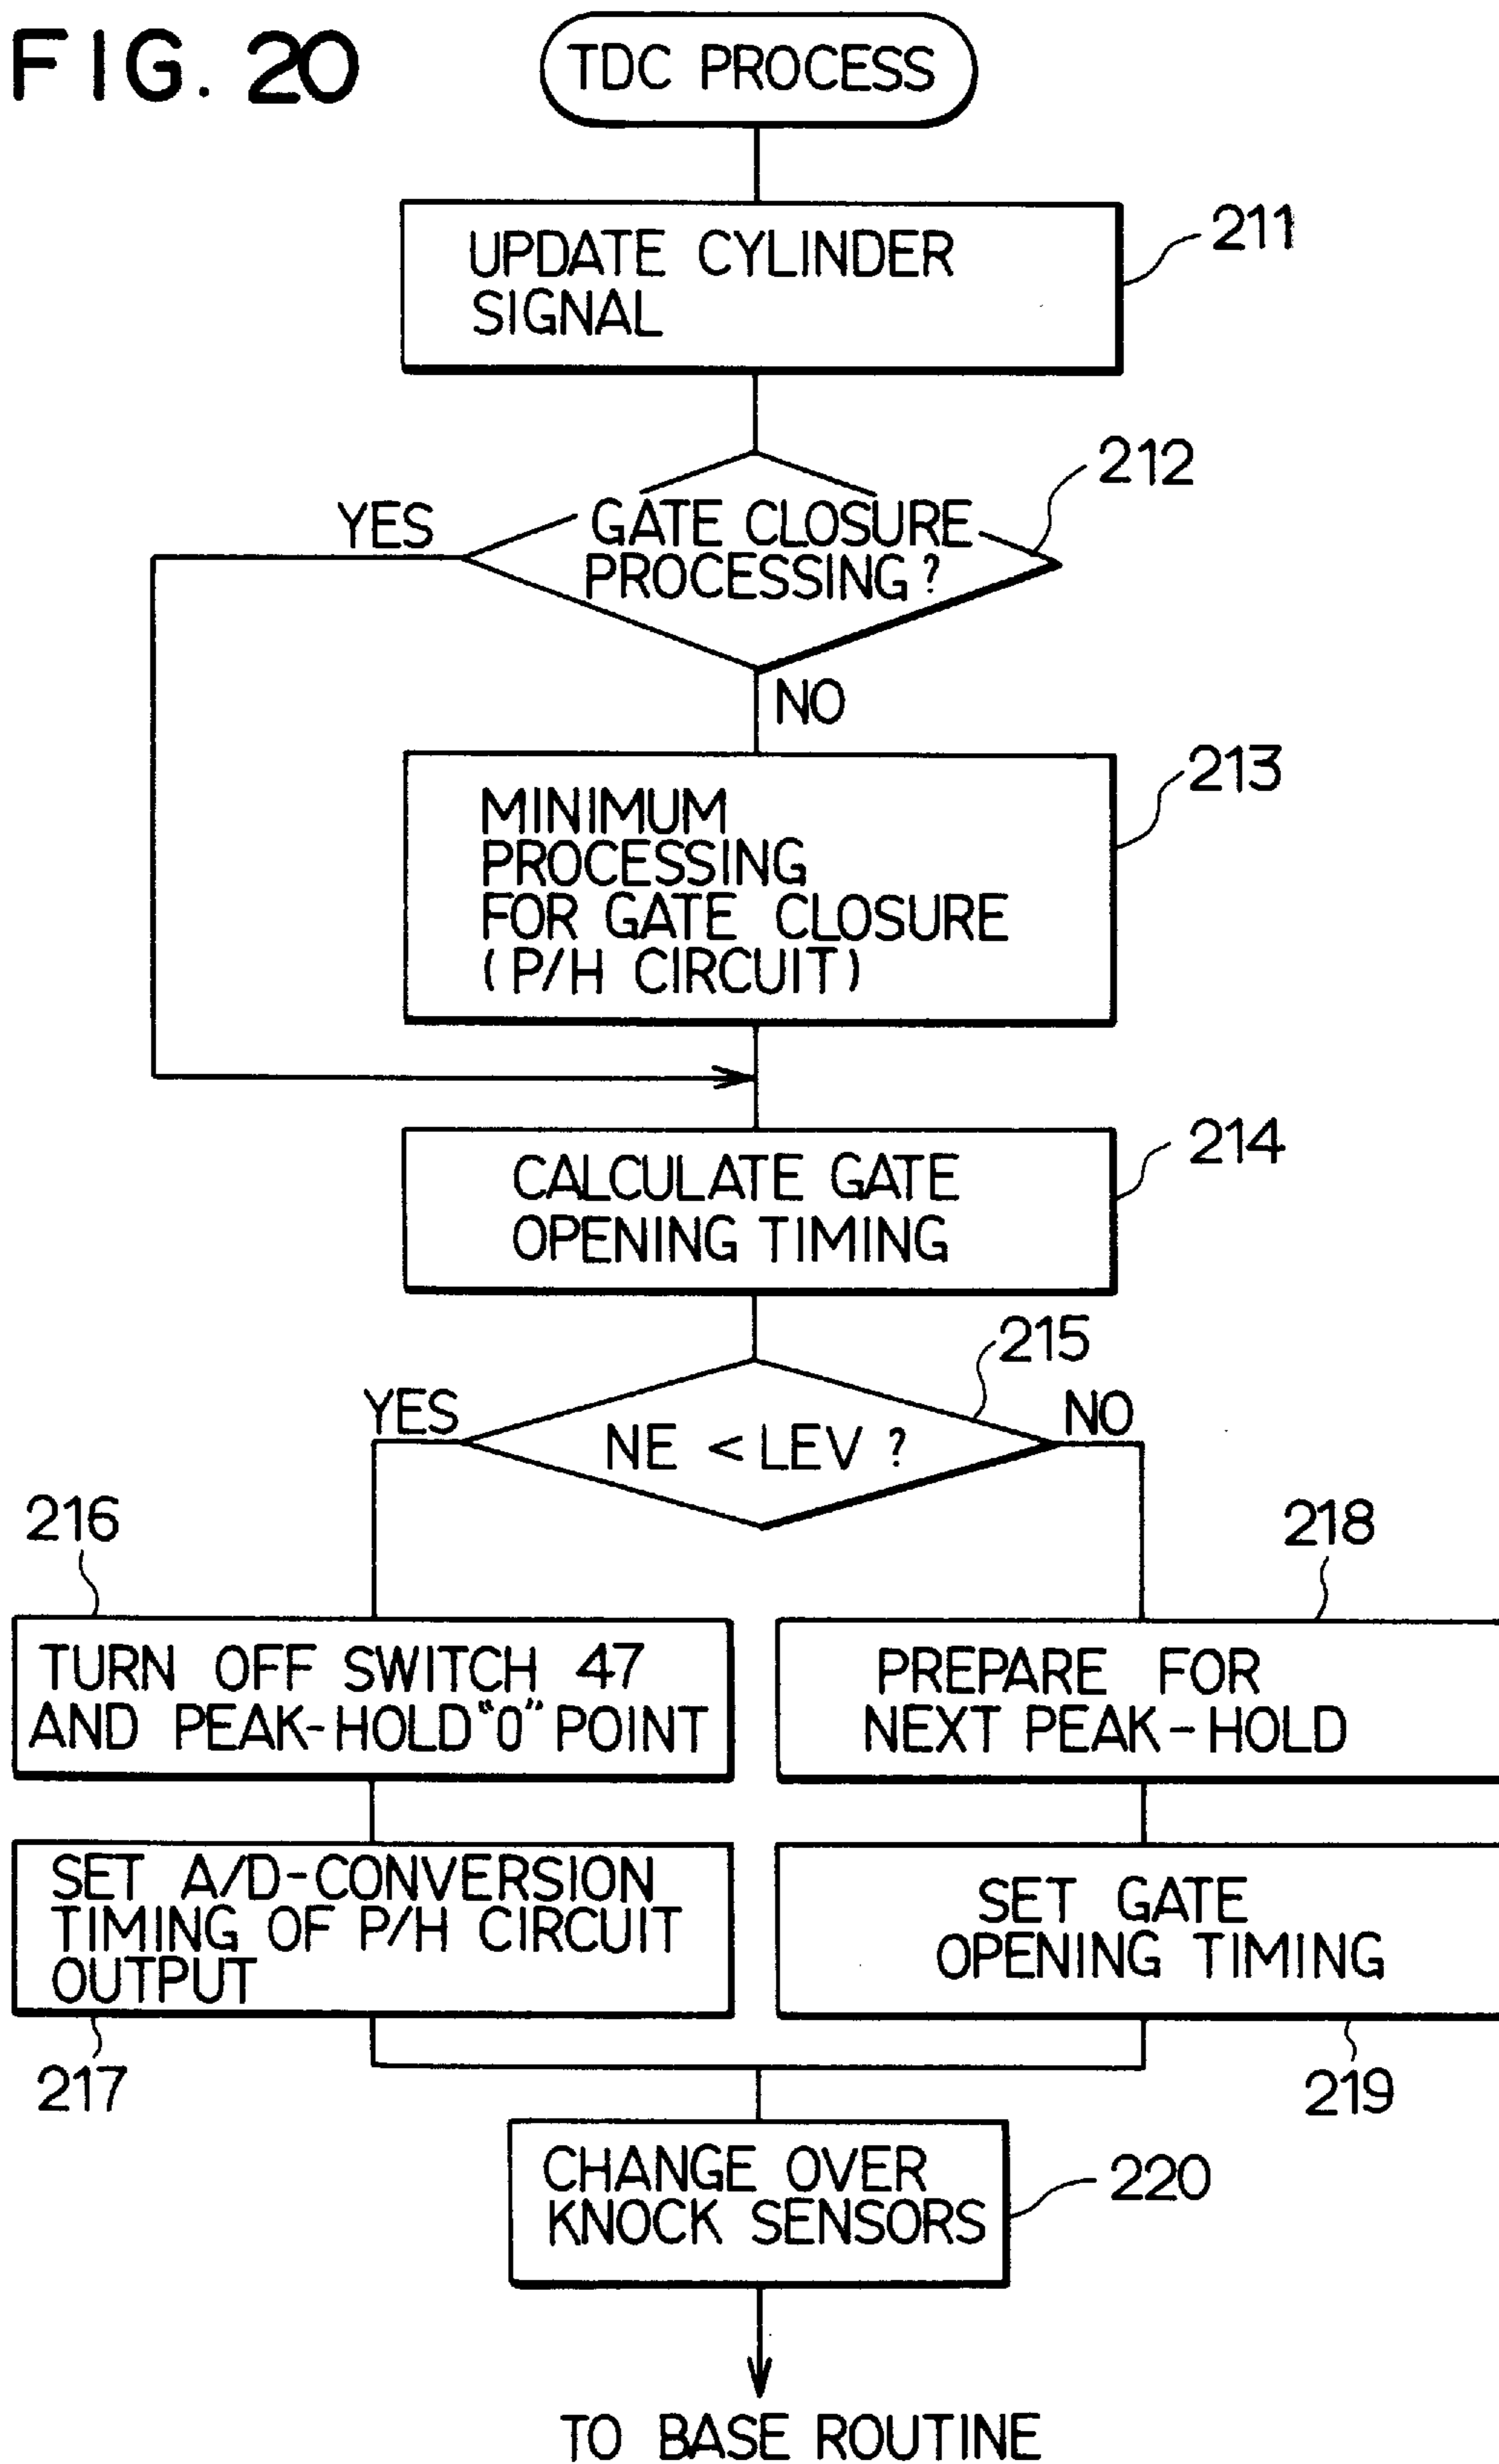 FIG. 20
TDC PROCESS
211
UPDATE CYLINDER
SIGNAL
212
YES
GATE CLOSURE
PROCESSING?
NO
213
MINIMUM
PROCESSING
FOR GATE CLOSURE
(P/H CIRCUIT)
214
CALCULATE GATE
OPENING TIMING
215
YES
NO
NE < LEV ?
216
218
TURN OFF SWITCH 47
AND PEAK-HOLD "0" POINT
PREPARE FOR
NEXT PEAK-HOLD
SET A/D-CONVERSION
TIMING OF P/H CIRCUIT
OUTPUT
SET GATE
OPENING TIMING
217
219
CHANGE OVER
KNOCK SENSORS
220
TO BASE ROUTINE